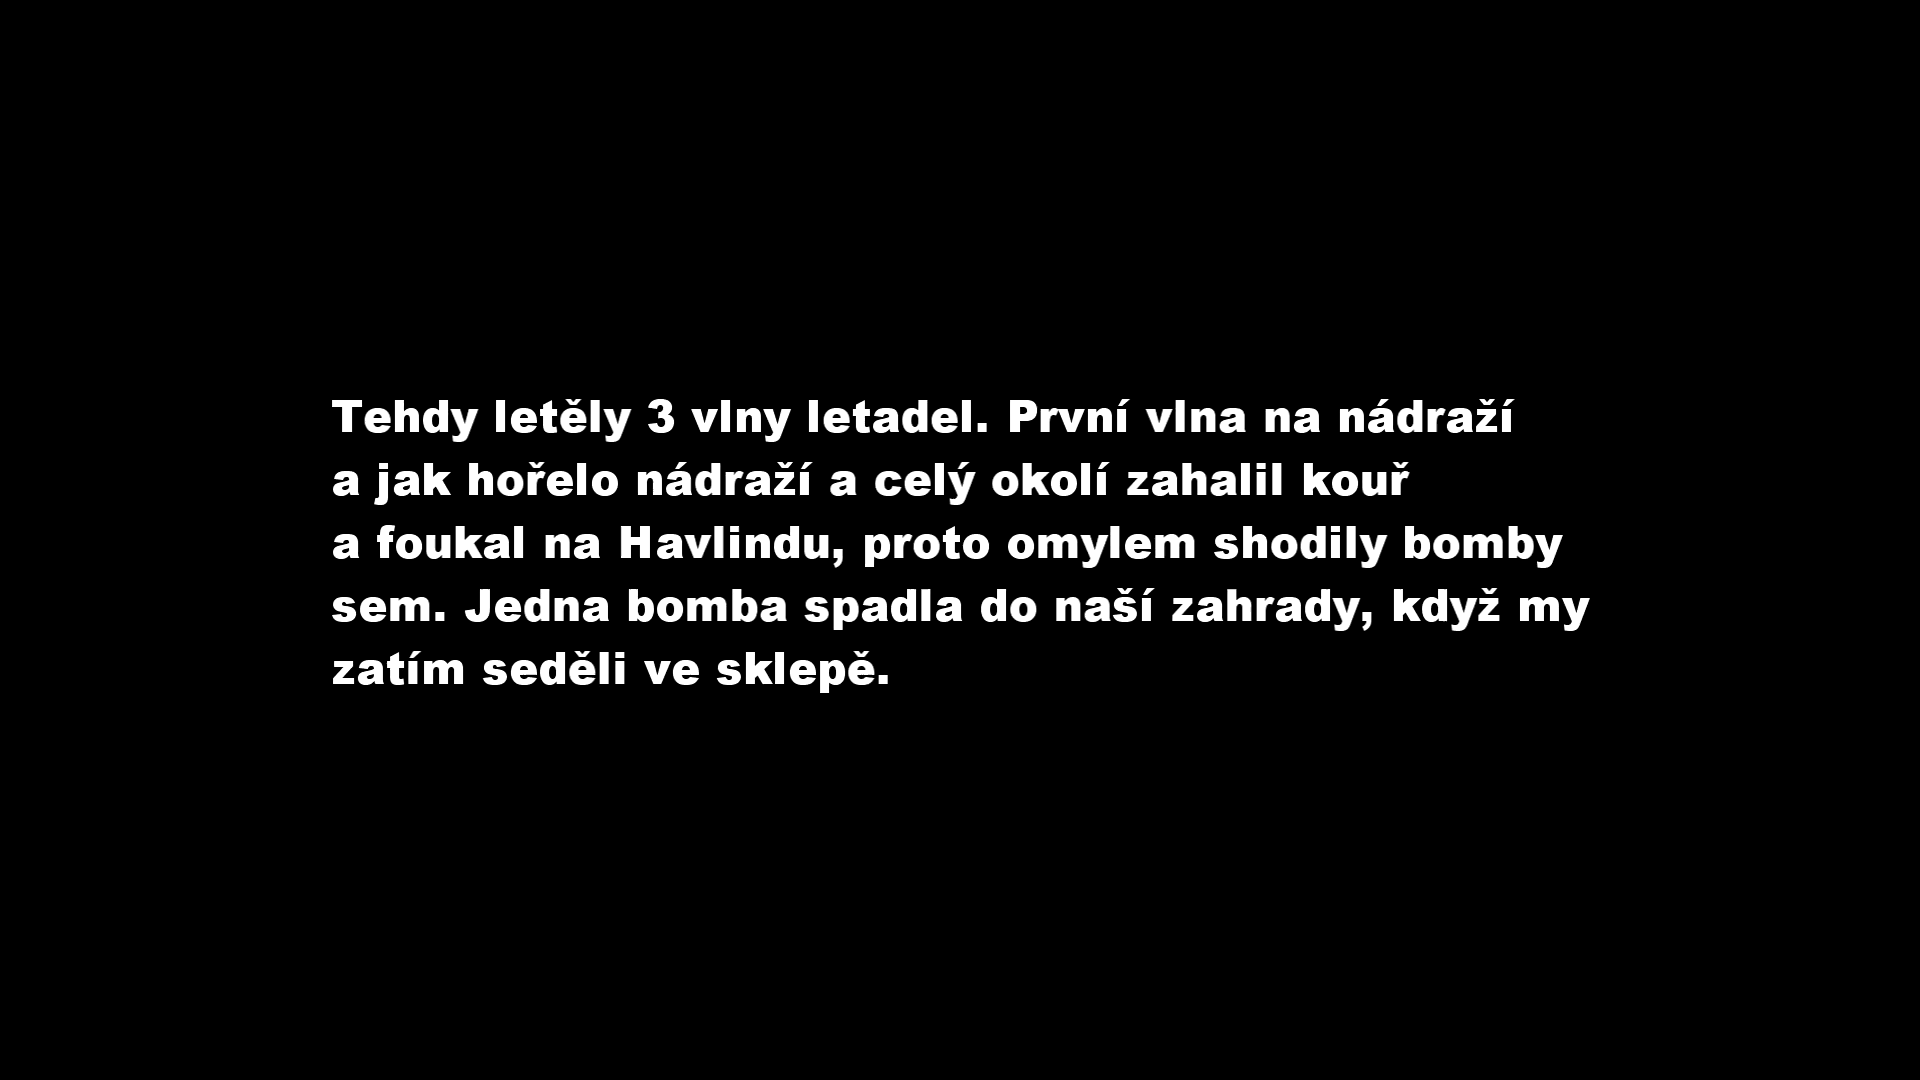 Tehdy letěly 3 vlny letadel. První vlna na nádraží
a jak hořelo nádraží a celý okolí zahalil kouř
a foukal na Havlindu, proto omylem shodily bomby
sem. Jedna bomba spadla do naší zahrady, když my
zatím seděli ve sklepě.